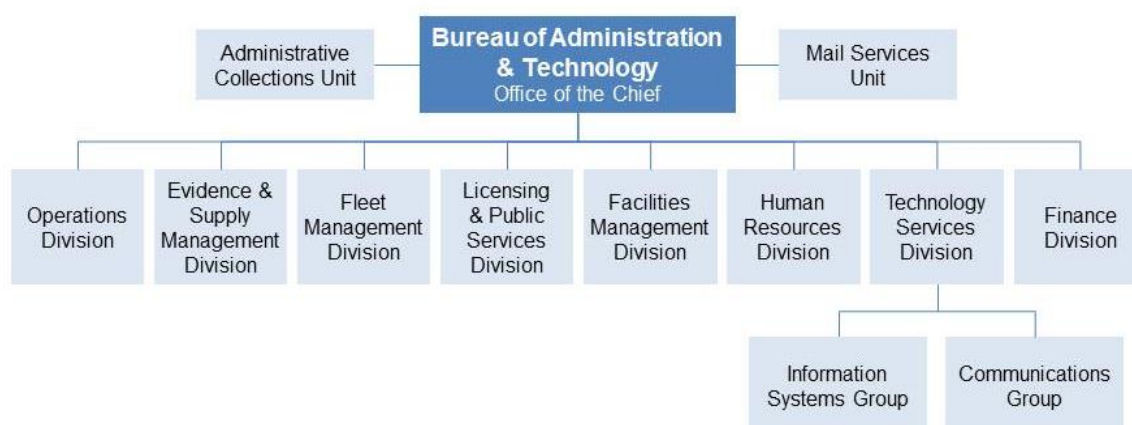 Administrative
Collections Unit
Bureau of Administration
& Technology
Office of the Chief
Mail Services
Unit
Operations
Division
Evidence &
Supply
Management
Division
Fleet
Management
Division
Licensing
& Public
Services
Division
Facilities
Management
Division
Human
Resources
Division
Technology
Services
Division
Finance
Division
Information
Systems Group
Communications
Group